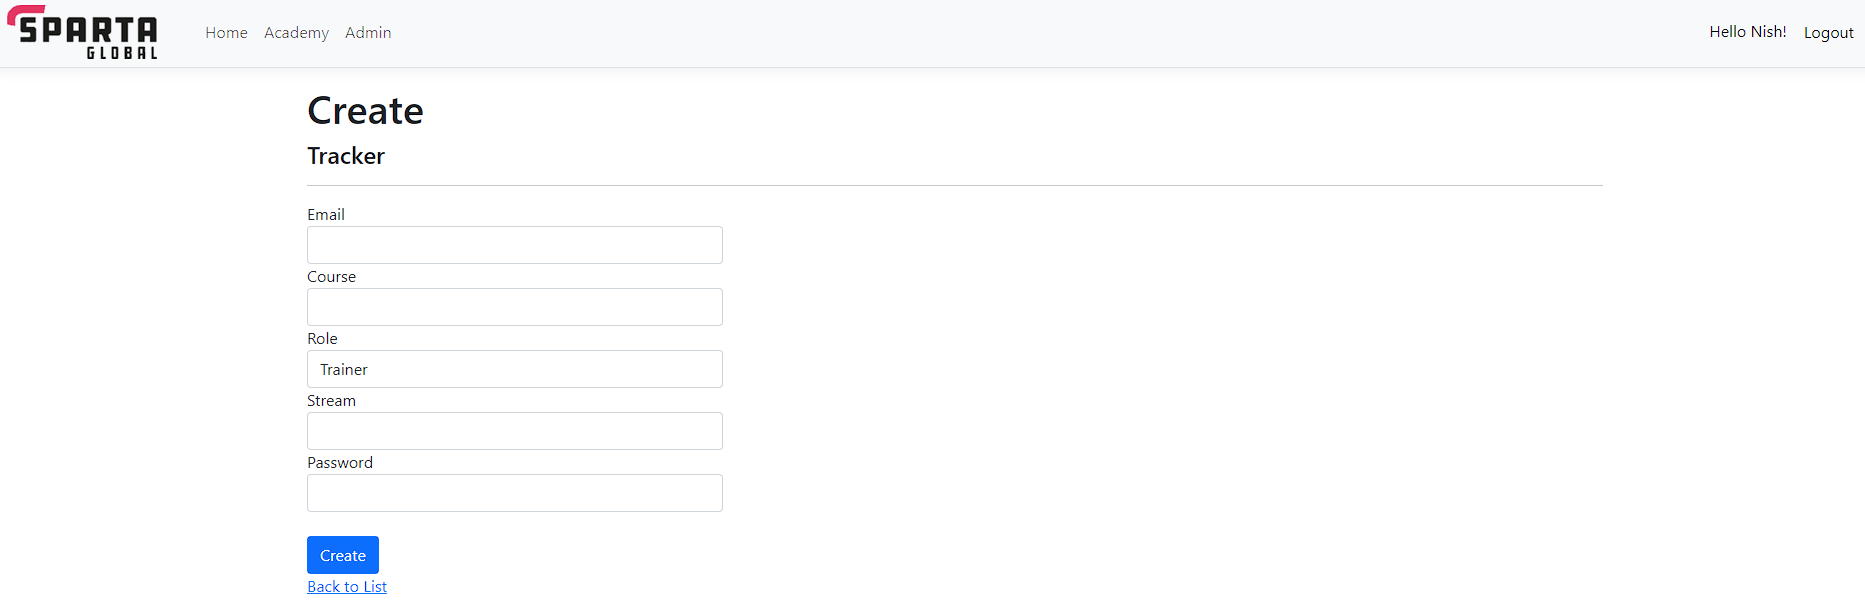 SPARTA
GLOBAL
Home Academy Admin
Hello Nish! Logout
Create
Tracker
Email
Course
Role
Trainer
Stream
Password
Create
Back to List